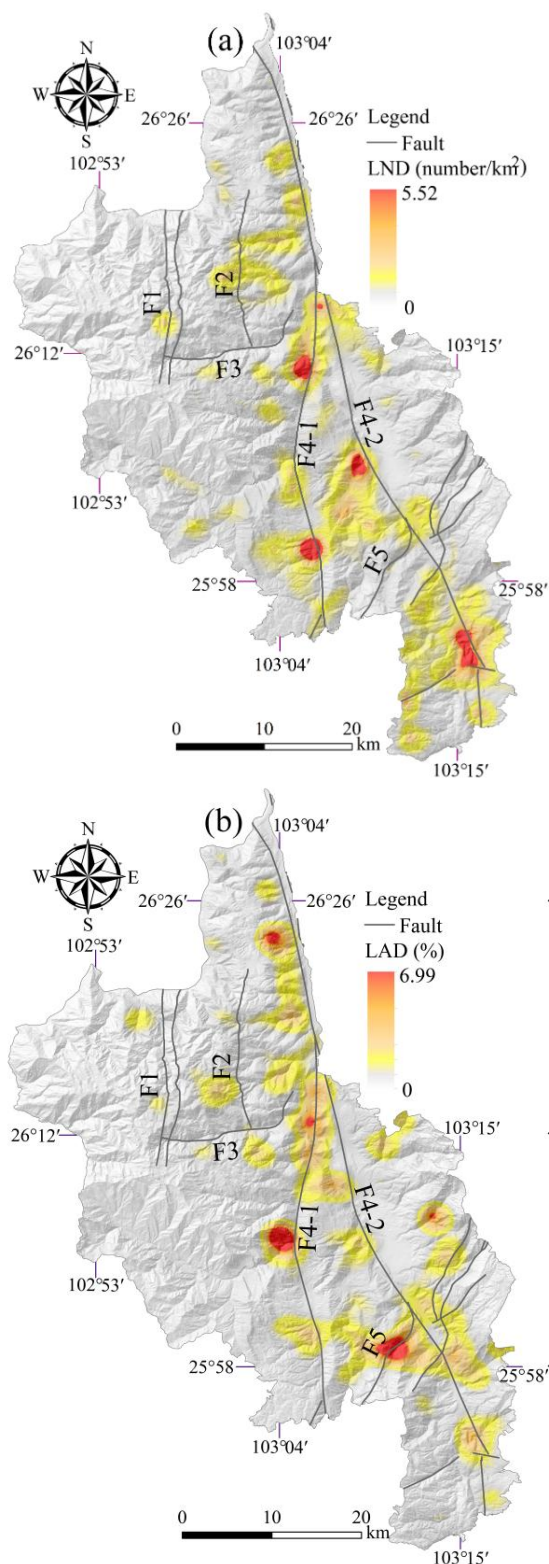 (a)
103°04′
N
W E
S
26°26′ 26°26′
Legend
Fault
LND (number/km²)
5.52
0
102°53′
F1
F2
26°12′
F3
103°15′
F4-1
F4-2
102°53′
F5
25°58′
25°58′
103°04′
0 10 20
km
103°15′
(b)
103°04′
N
W E
S
26°26′ 26°26′
Legend
Fault
LAD (%)
6.99
0
102°53′
F1
F2
26°12′
F3
103°15′
F4-1
F4-2
102°53′
F5
25°58′
25°58′
103°04′
0 10 20
km
103°15′